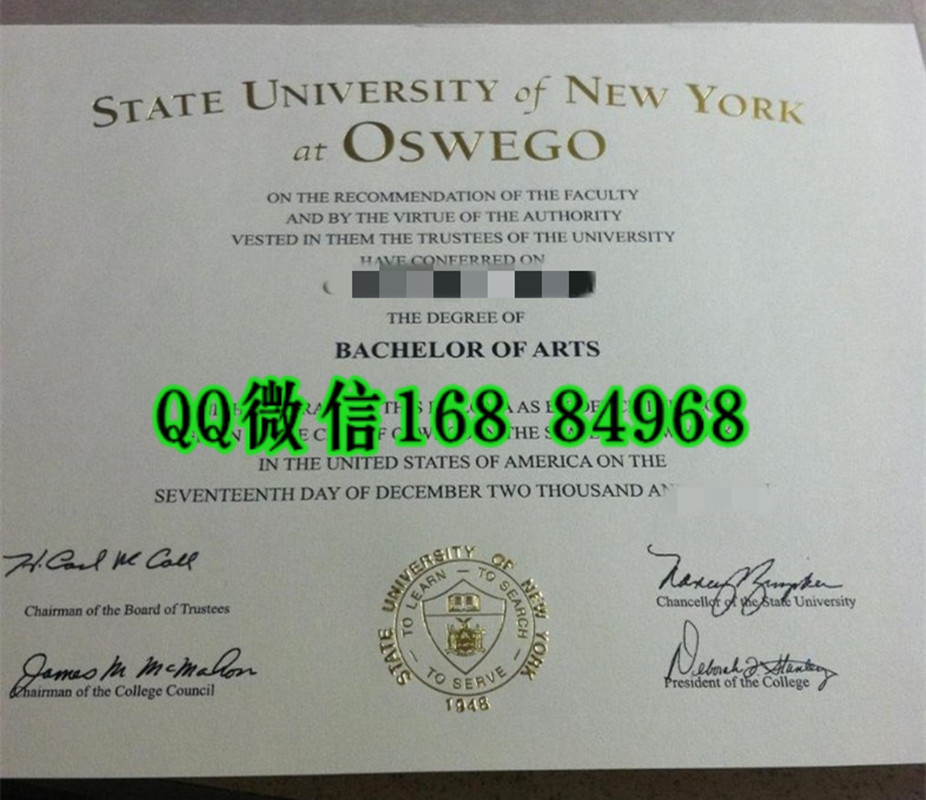 STATE UNIVERSITY of NEW YORK
at OSWEGO
ON THE RECOMMENDATION OF THE FACULTY
AND BY THE VIRTUE OF THE AUTHORITY
VESTED IN THEM THE TRUSTEES OF THE UNIVERSITY
HAVE CONFERRED ON
THE DEGREE OF
BACHELOR OF ARTS
QQ微信168 84968
IN THE UNITED STATES OF AMERICA ON THE
SEVENTEENTH DAY OF DECEMBER TWO THOUSAND
H. Carl McCall
Chairman of the Board of Trustees
James M McMahon
Chairman of the College Council
STATE UNIVERSITY OF NEW YORK
TO LEARN — TO SEARCH — TO SERVE
1948
Nancy Zimpher
Chancellor of the State University
Deborah F. Stanley
President of the College